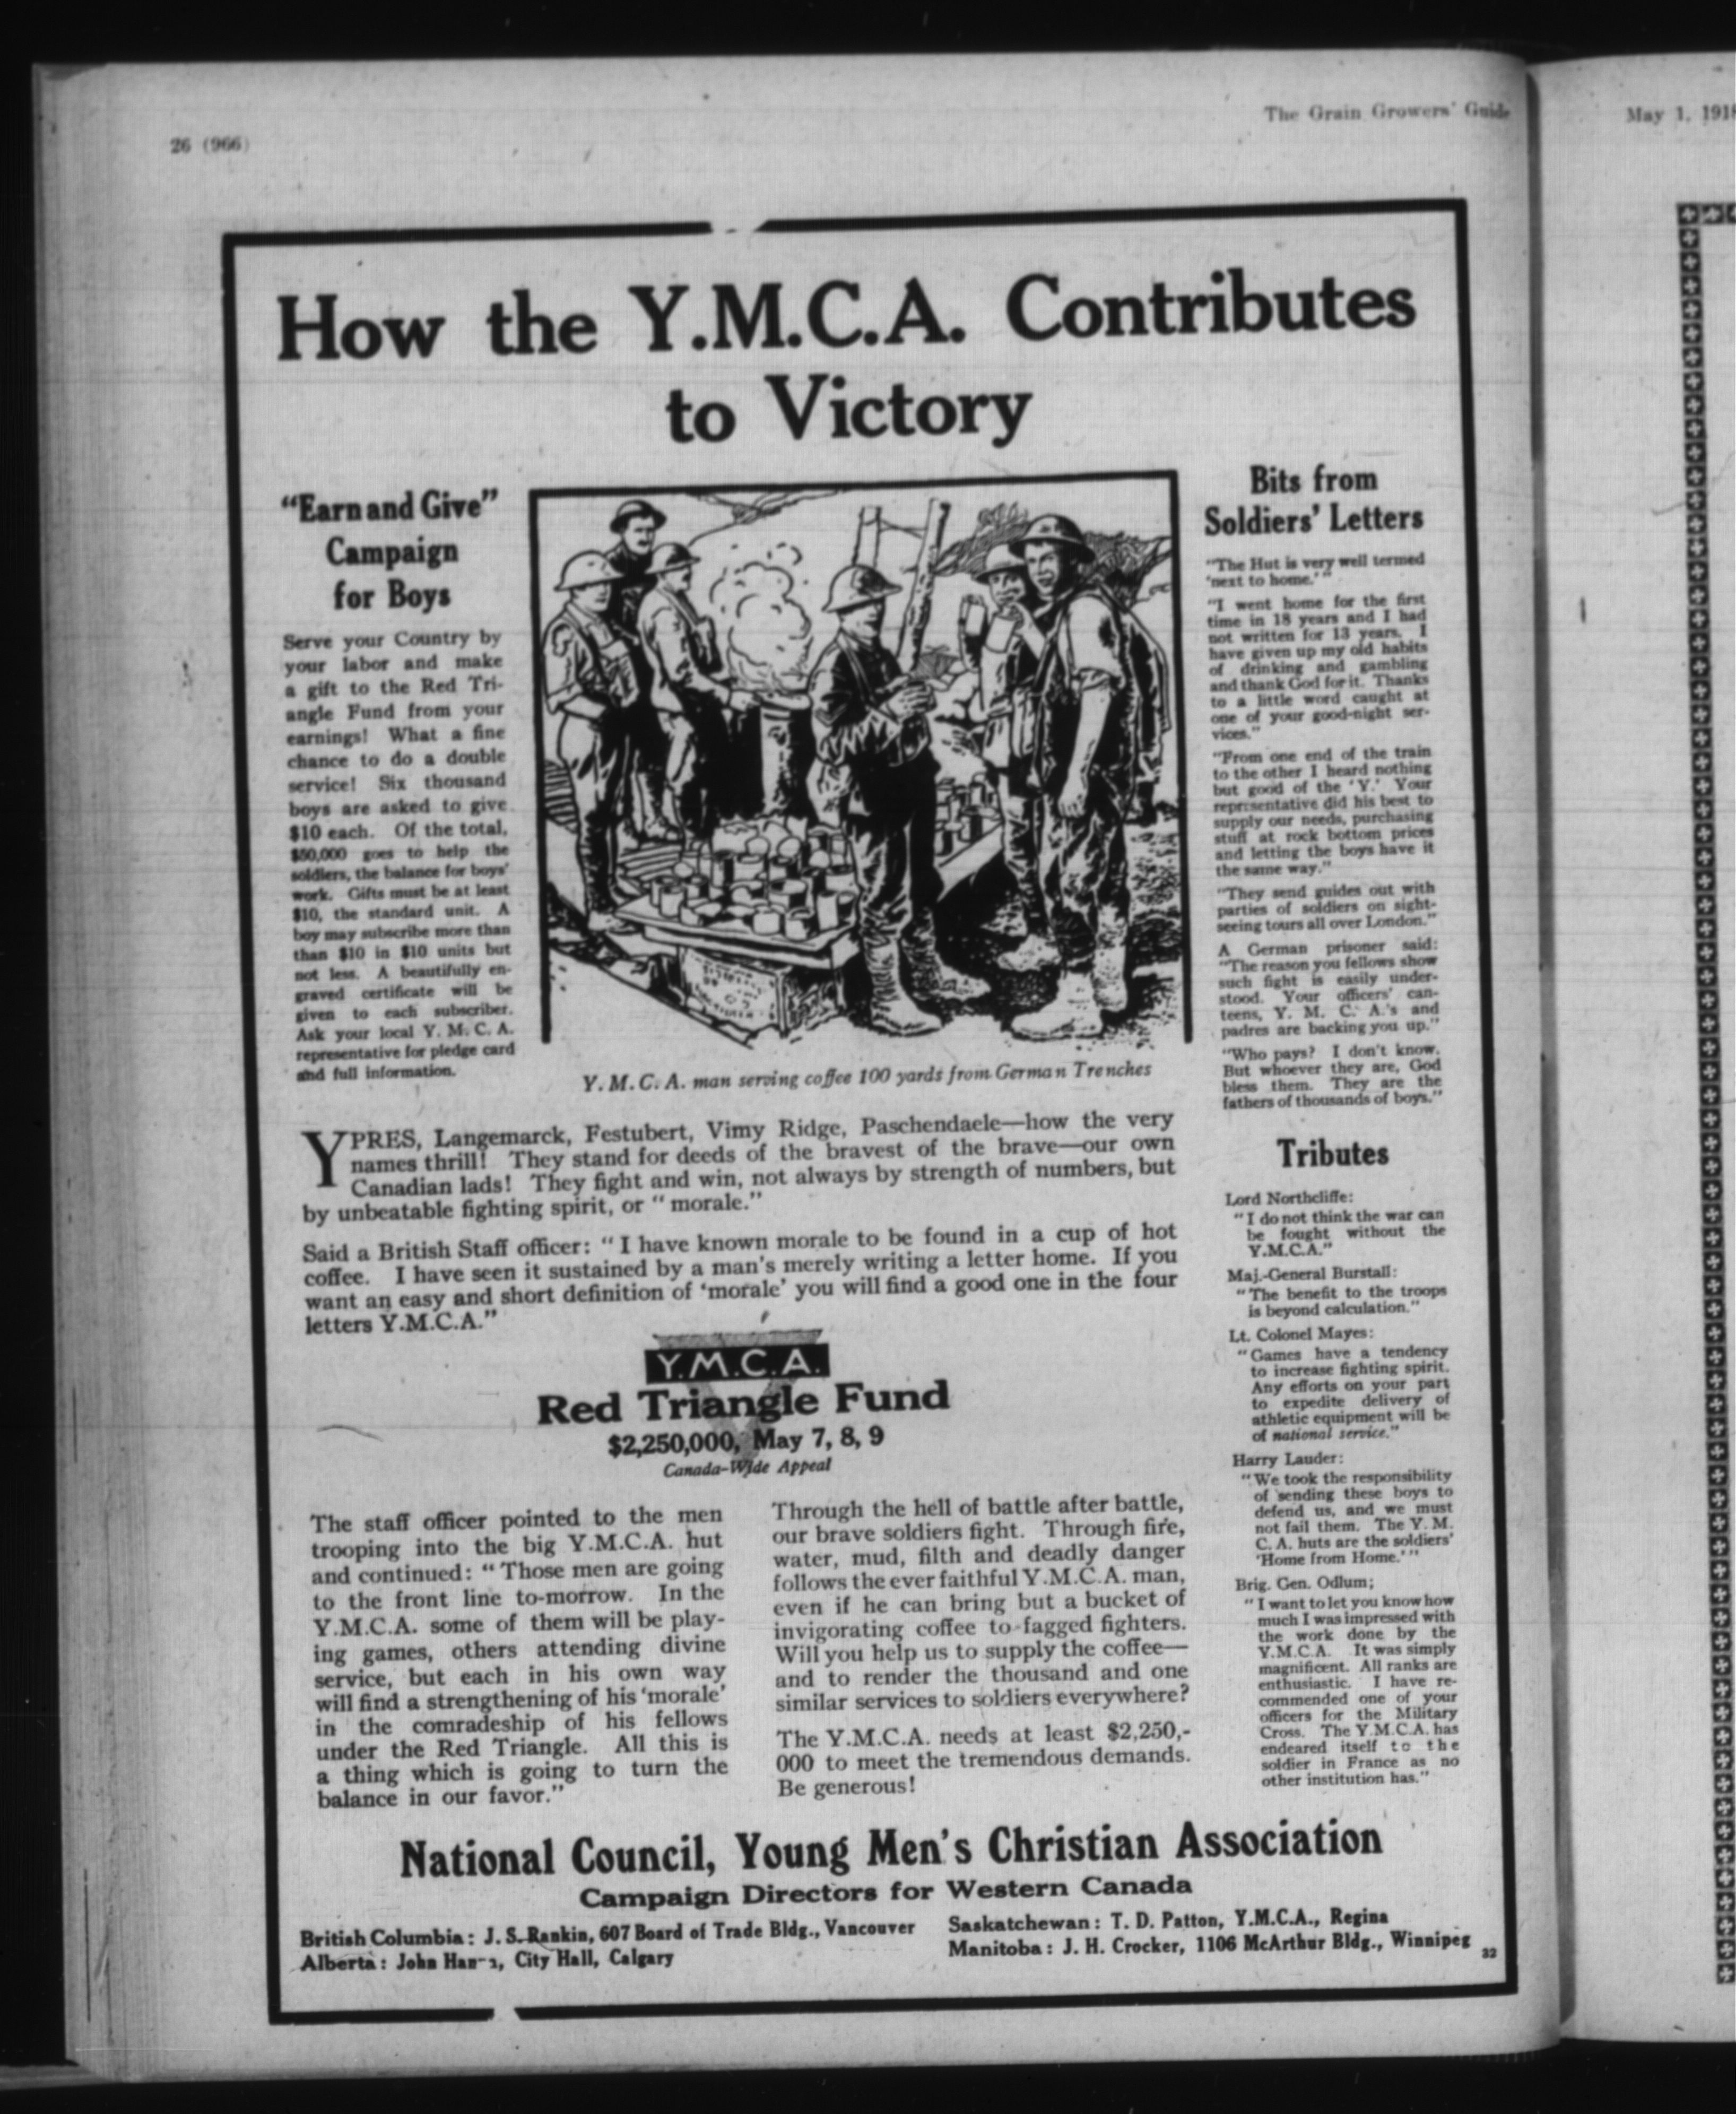 26 (966)
The Grain Growers' Guide
May 1, 191
How the Y.M.C.A. Contributes
to Victory
"Earn and Give"
Campaign
for Boys
Serve your Country by
your labor and make
a gift to the Red Tri-
angle Fund from your
earnings! What a fine
chance to do a double
service! Six thousand
boys are asked to give
$10 each. Of the total,
$50,000 goes to help the
soldiers, the balance for boys'
work. Gifts must be at least
$10, the standard unit. A
boy may subscribe more than
than $10 in $10 units but
not less. A beautifully en-
graved certificate will be
given to each subscriber.
Ask your local Y. M. C. A.
representative for pledge card
and full information.
Y. M. C. A. man serving coffee 100 yards from German Trenches
Bits from
Soldiers' Letters
"The Hut is very well termed
'next to home.'"
"I went home for the first
time in 18 years and I had
not written for 13 years. I
have given up my old habits
of drinking and gambling
and thank God for it. Thanks
to a little word caught at
one of your good-night ser-
vices."
"From one end of the train
to the other I heard nothing
but good of the 'Y.' Your
representative did his best to
supply our needs, purchasing
stuff at rock bottom prices
and letting the boys have it
the same way."
"They send guides out with
parties of soldiers on sight-
seeing tours all over London."
A German prisoner said:
"The reason you fellows show
such fight is easily under-
stood. Your officers' can-
teens, Y. M. C. A.'s and
padres are backing you up."
"Who pays? I don't know.
But whoever they are, God
bless them. They are the
fathers of thousands of boys."
YPRES, Langemarck, Festubert, Vimy Ridge, Paschendaele—how the very
names thrill! They stand for deeds of the bravest of the brave—our own
Canadian lads! They fight and win, not always by strength of numbers, but
by unbeatable fighting spirit, or "morale."
Said a British Staff officer: "I have known morale to be found in a cup of hot
coffee. I have seen it sustained by a man's merely writing a letter home. If you
want an easy and short definition of 'morale' you will find a good one in the four
letters Y.M.C.A."
Y.M.C.A.
Red Triangle Fund
$2,250,000, May 7, 8, 9
Canada-Wide Appeal
The staff officer pointed to the men
trooping into the big Y.M.C.A. hut
and continued: "Those men are going
to the front line to-morrow. In the
Y.M.C.A. some of them will be play-
ing games, others attending divine
service, but each in his own way
will find a strengthening of his 'morale'
in the comradeship of his fellows
under the Red Triangle. All this is
a thing which is going to turn the
balance in our favor."
Through the hell of battle after battle,
our brave soldiers fight. Through fire,
water, mud, filth and deadly danger
follows the ever faithful Y.M.C.A. man,
even if he can bring but a bucket of
invigorating coffee to fagged fighters.
Will you help us to supply the coffee—
and to render the thousand and one
similar services to soldiers everywhere?
The Y.M.C.A. needs at least $2,250,-
000 to meet the tremendous demands.
Be generous!
Tributes
Lord Northcliffe:
"I do not think the war can
be fought without the
Y.M.C.A."
Maj.-General Burstall:
"The benefit to the troops
is beyond calculation."
Lt. Colonel Mayes:
"Games have a tendency
to increase fighting spirit.
Any efforts on your part
to expedite delivery of
athletic equipment will be
of national service."
Harry Lauder:
"We took the responsibility
of sending these boys to
defend us, and we must
not fail them. The Y. M.
C. A. huts are the soldiers'
'Home from Home.'"
Brig. Gen. Odlum;
"I want to let you know how
much I was impressed with
the work done by the
Y.M.C.A. It was simply
magnificent. All ranks are
enthusiastic. I have re-
commended one of your
officers for the Military
Cross. The Y.M.C.A. has
endeared itself to the
soldier in France as no
other institution has."
National Council, Young Men's Christian Association
Campaign Directors for Western Canada
British Columbia: J. S. Rankin, 607 Board of Trade Bldg., Vancouver
Alberta: John, City Hall, Calgary
Saskatchewan: T. D. Patton, Y.M.C.A., Regina
Manitoba: J. H. Crocker, 1106 McArthur Bldg., Winnipeg
32